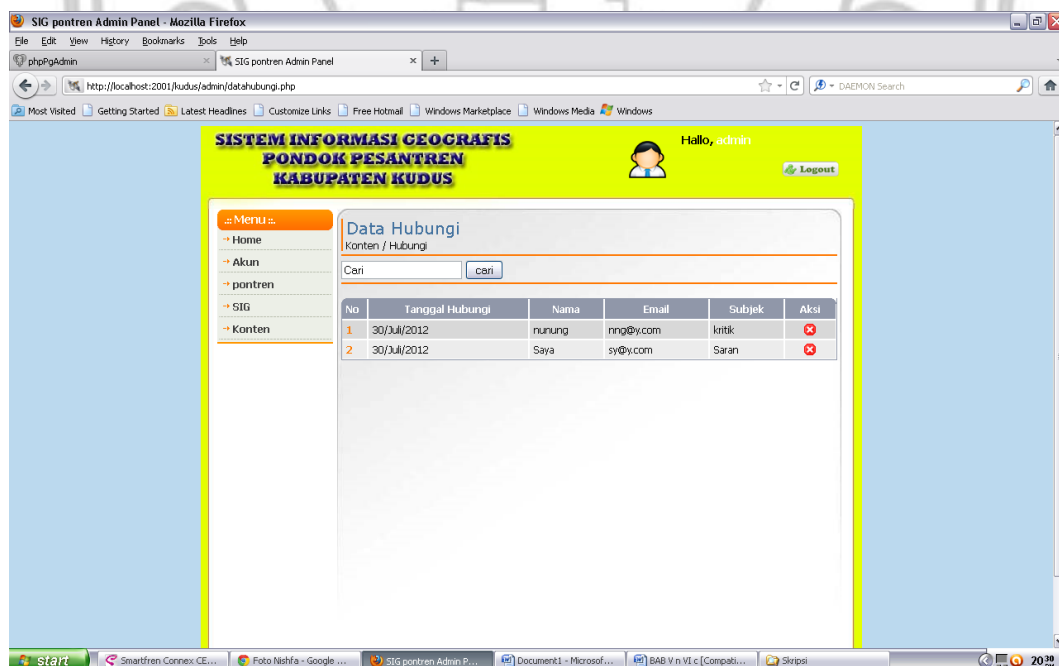 SIG pontren Admin Panel - Mozilla Firefox
File Edit View History Bookmarks Tools Help
phpPgAdmin × SIG pontren Admin Panel × +
http://localhost:2001/kudus/admin/datahubungi.php DAEMON Search
Most Visited Getting Started Latest Headlines Customize Links Free Hotmail Windows Marketplace Windows Media Windows
SISTEM INFORMASI GEOGRAFIS
PONDOK PESANTREN
KABUPATEN KUDUS
Hallo, admin
Logout
.:: Menu ::.
Home
Akun
pontren
SIG
Konten
Data Hubungi
Konten / Hubungi
Cari cari
No Tanggal Hubungi Nama Email Subjek Aksi
1 30/Juli/2012 nunung nng@y.com kritik
2 30/Juli/2012 Saya sy@y.com Saran
start Smartfren Connex CE... Foto Nishfa - Google ... SIG pontren Admin P... Document1 - Microsof... BAB V n VI c [Compati... Skripsi